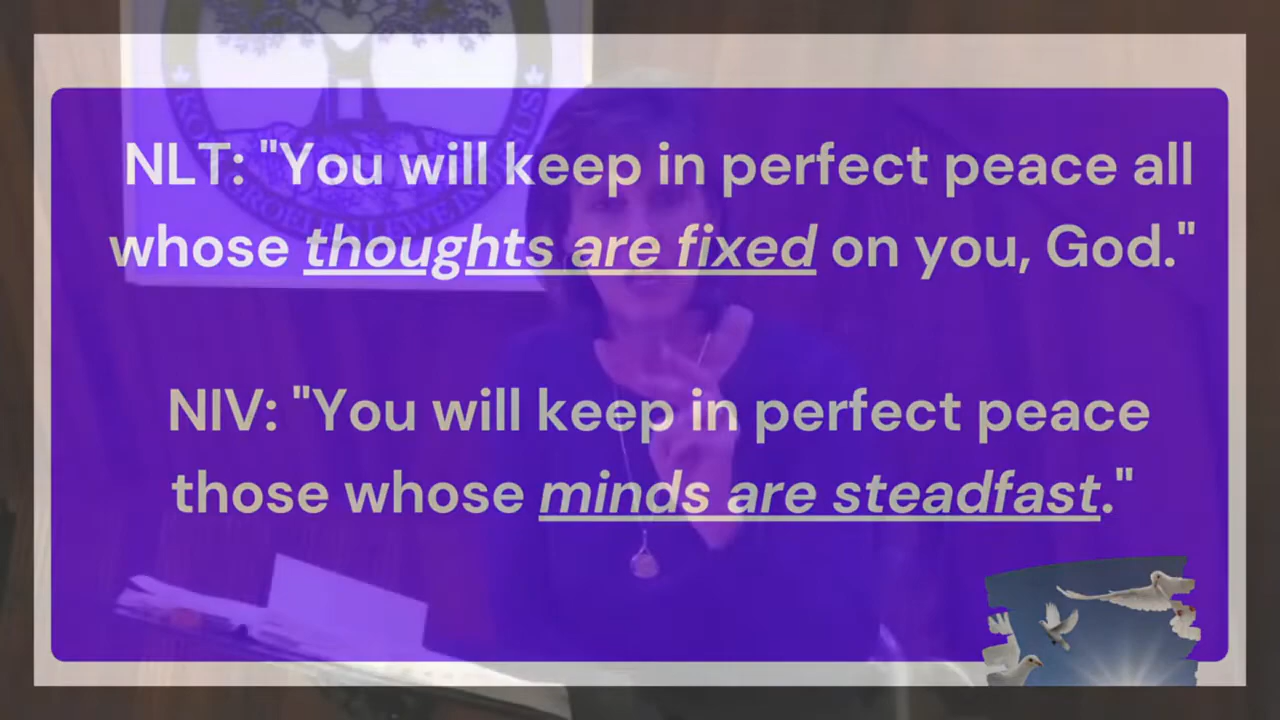 NLT: "You will keep in perfect peace all
whose thoughts are fixed on you, God."
NIV: "You will keep in perfect peace
those whose minds are steadfast."